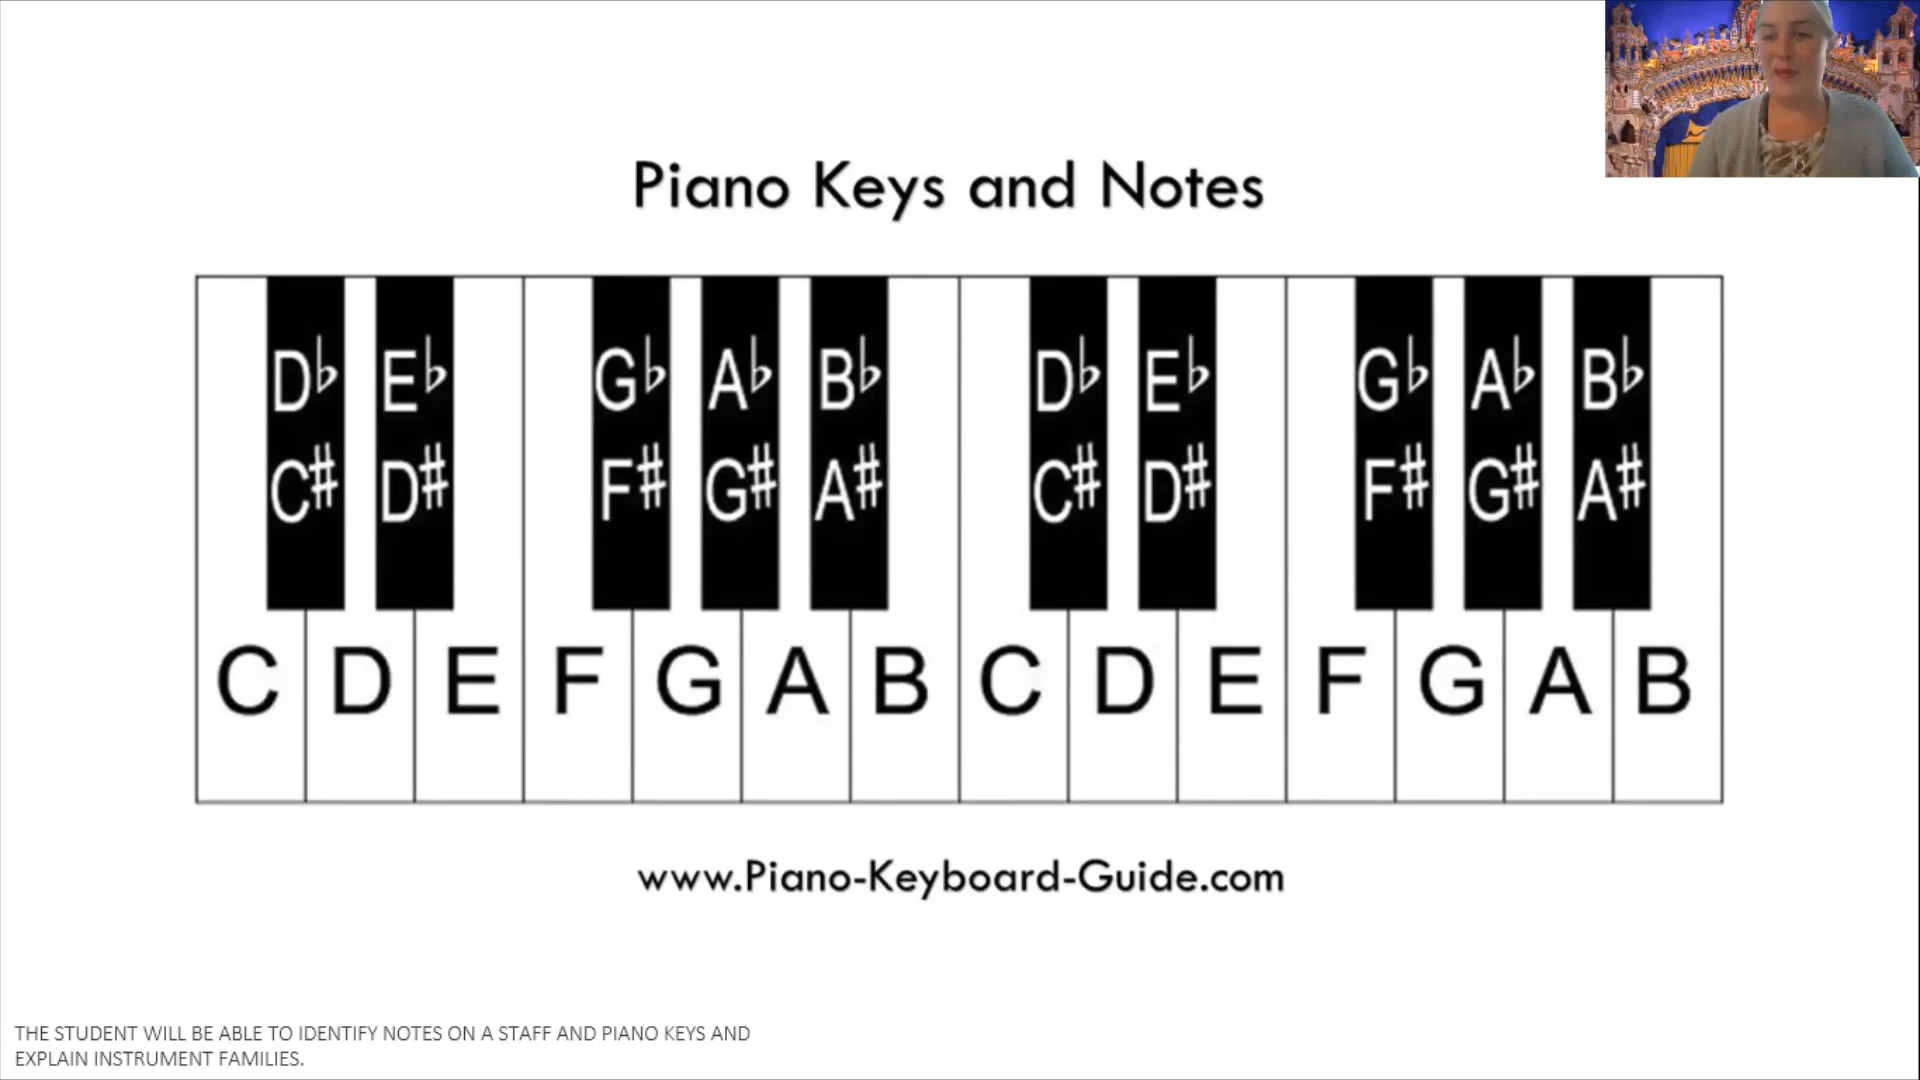 Piano Keys and Notes
D♭ E♭ G♭ A♭ B♭ D♭ E♭ G♭ A♭ B♭
C# D# F# G# A# C# D# F# G# A#
C D E F G A B C D E F G A B
www.Piano-Keyboard-Guide.com
THE STUDENT WILL BE ABLE TO IDENTIFY NOTES ON A STAFF AND PIANO KEYS AND
EXPLAIN INSTRUMENT FAMILIES.